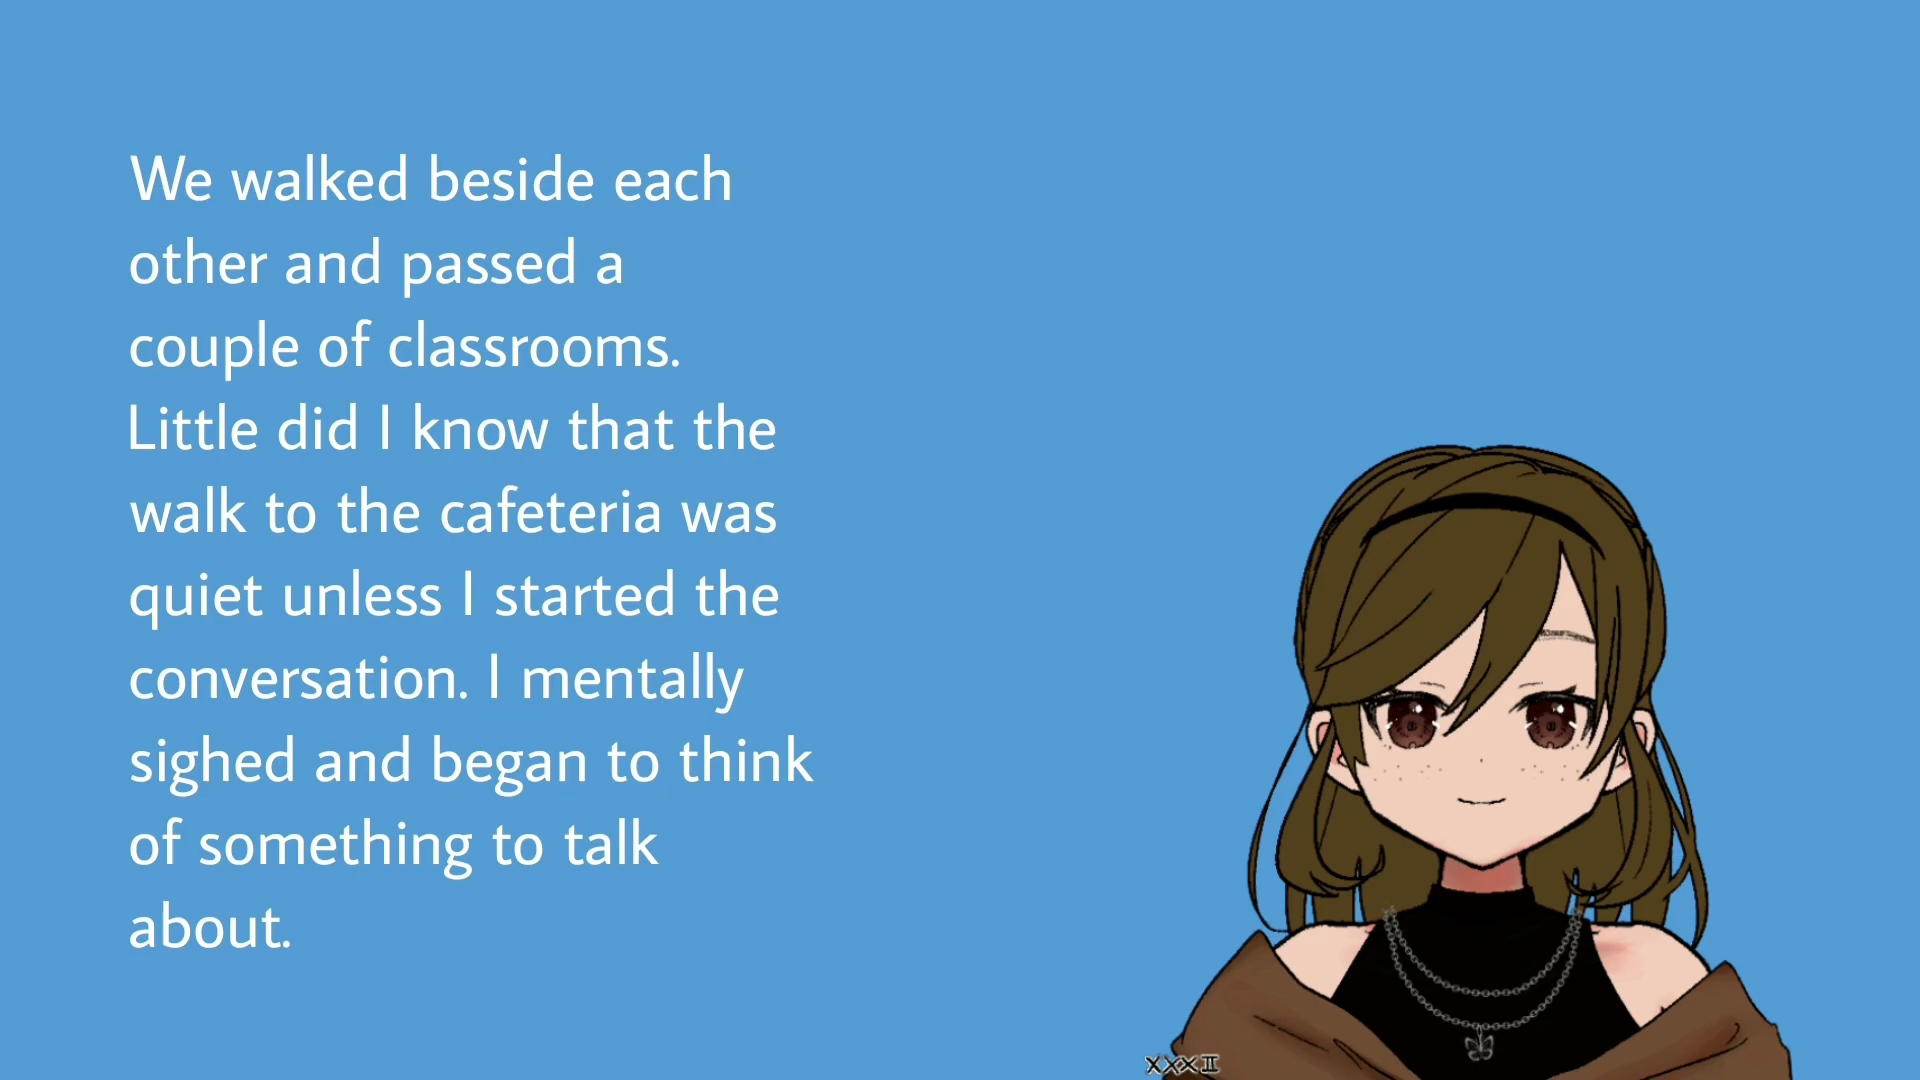 We walked beside each
other and passed a
couple of classrooms.
Little did I know that the
walk to the cafeteria was
quiet unless I started the
conversation. I mentally
sighed and began to think
of something to talk
about.
XXXII